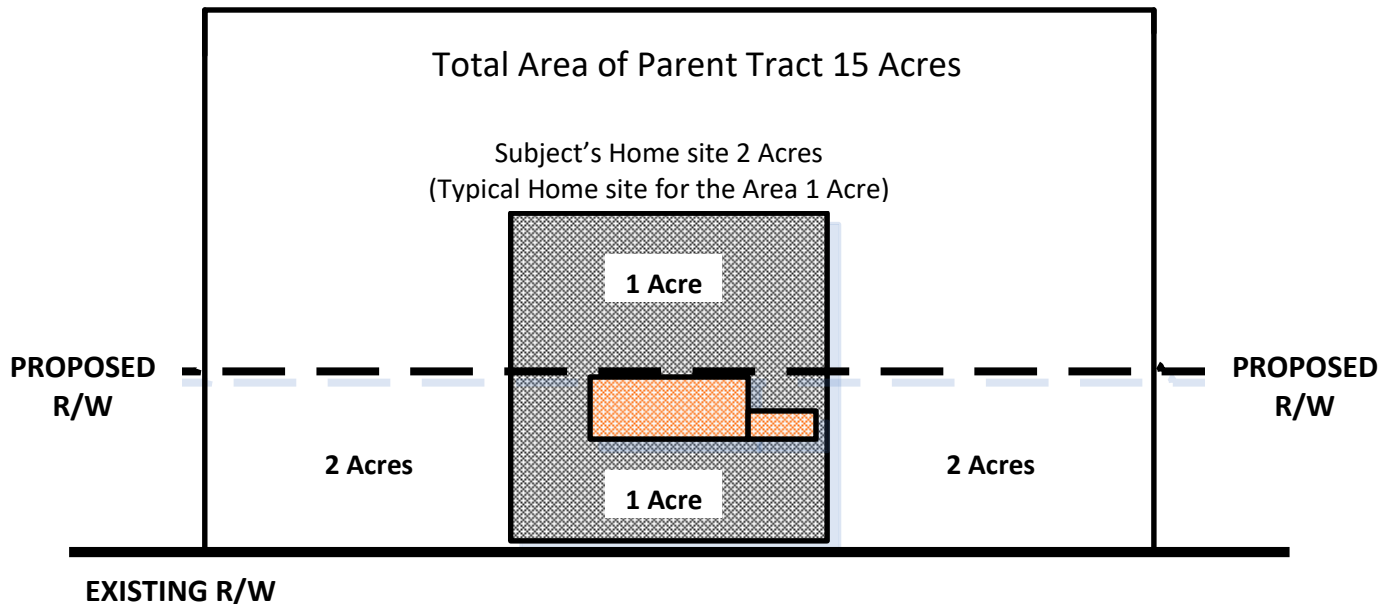 Total Area of Parent Tract 15 Acres
Subject's Home site 2 Acres
(Typical Home site for the Area 1 Acre)
1 Acre
PROPOSED
R/W
PROPOSED
R/W
2 Acres
1 Acre
2 Acres
EXISTING R/W